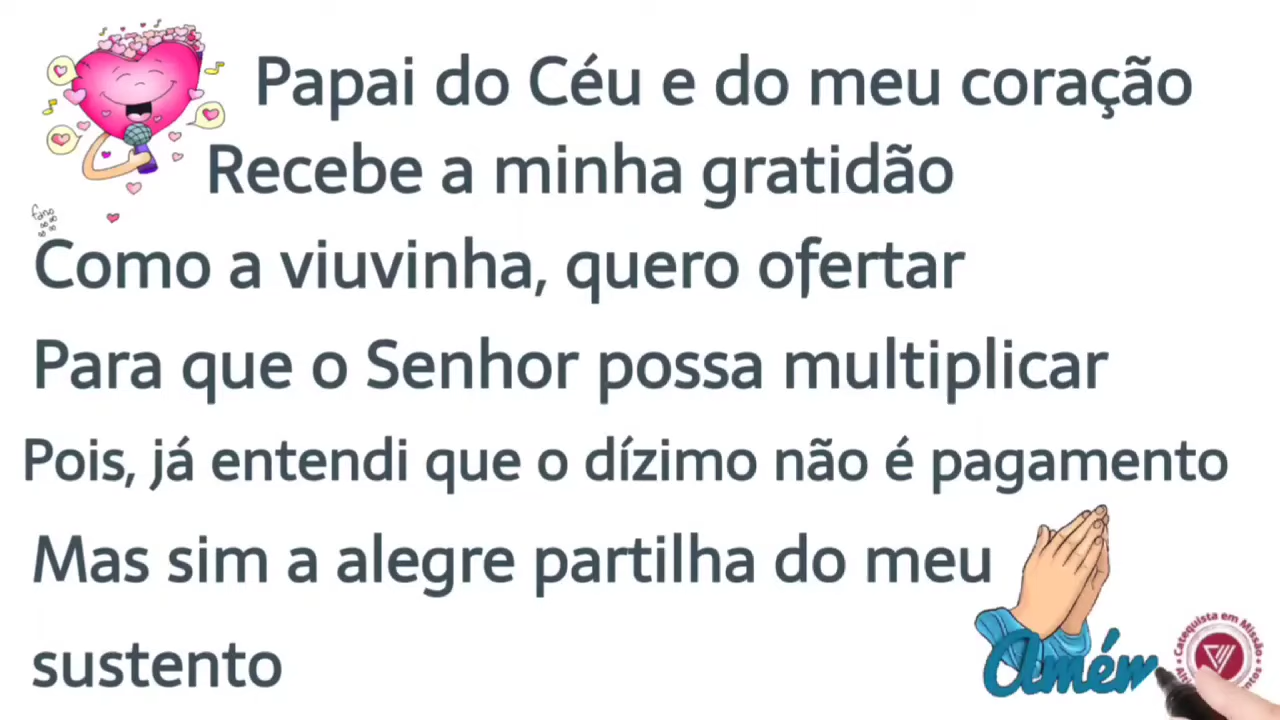 Papai do Céu e do meu coração
Recebe a minha gratidão
Como a viuvinha, quero ofertar
Para que o Senhor possa multiplicar
Pois, já entendi que o dízimo não é pagamento
Mas sim a alegre partilha do meu
sustento
Amém
Catequista em Missão